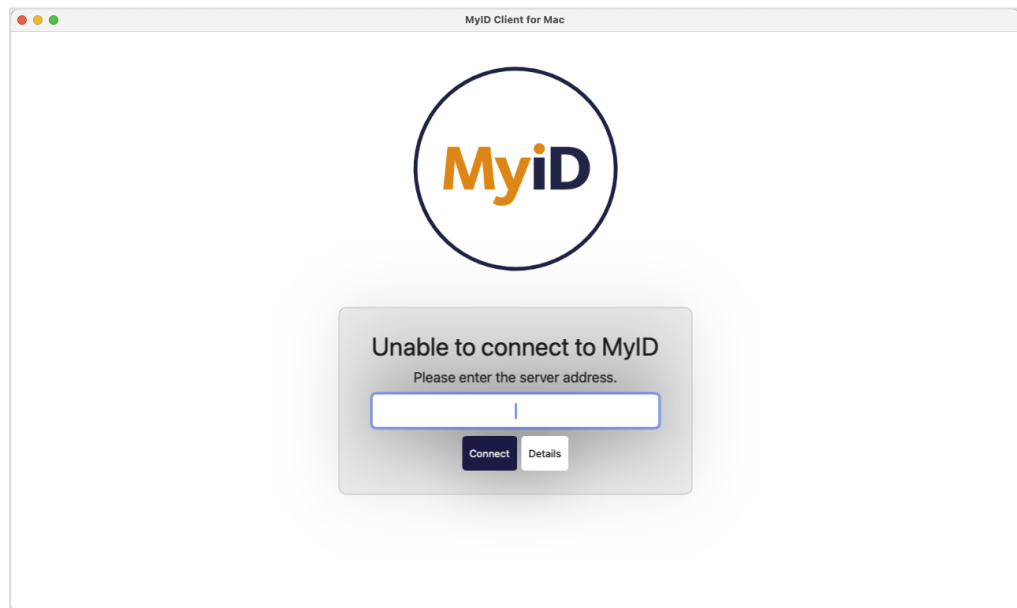 MyID Client for Mac
MyiD
Unable to connect to MyID
Please enter the server address.
Connect Details